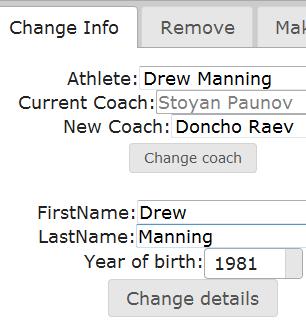 Change Info Remove
Athlete: Drew Manning
Current Coach: Stoyan Paunov
New Coach: Doncho Raev
Change coach
FirstName: Drew
LastName: Manning
Year of birth: 1981
Change details